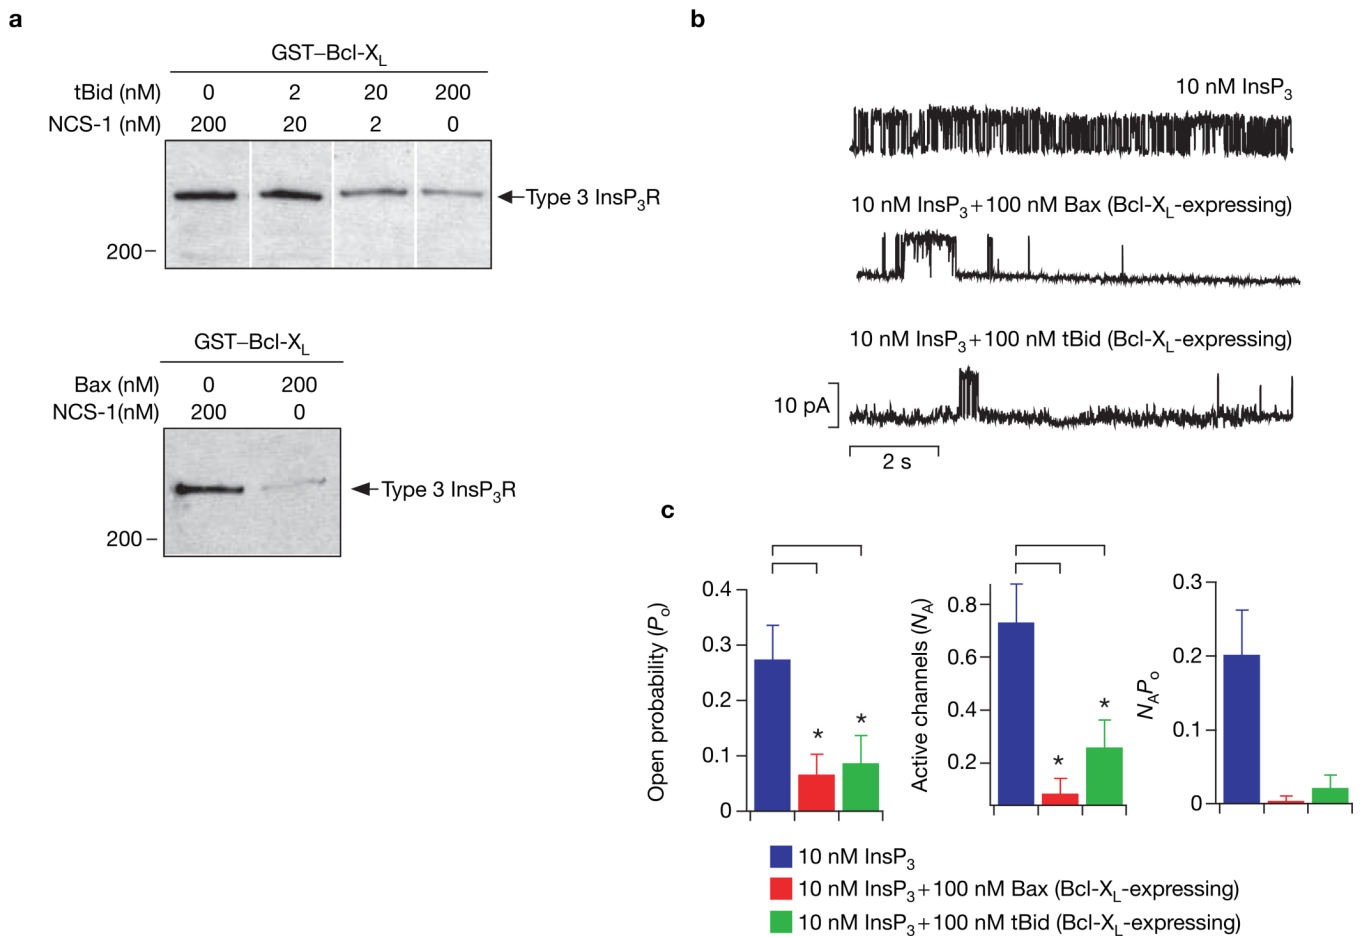 a
GST–Bcl-XL
tBid (nM) 0 2 20 200
NCS-1 (nM) 200 20 2 0
Type 3 InsP3R
200
GST–Bcl-XL
Bax (nM) 0 200
NCS-1(nM) 200 0
Type 3 InsP3R
200
b
10 nM InsP3
10 nM InsP3+100 nM Bax (Bcl-XL-expressing)
10 nM InsP3+100 nM tBid (Bcl-XL-expressing)
10 pA
2 s
c
Open probability (Po)
0.4
0.3
0.2
0.1
0
* *
Active channels (NA)
0.8
0.6
0.4
0.2
* *
NAPo
0.3
0.2
0.1
0
10 nM InsP3
10 nM InsP3+100 nM Bax (Bcl-XL-expressing)
10 nM InsP3+100 nM tBid (Bcl-XL-expressing)